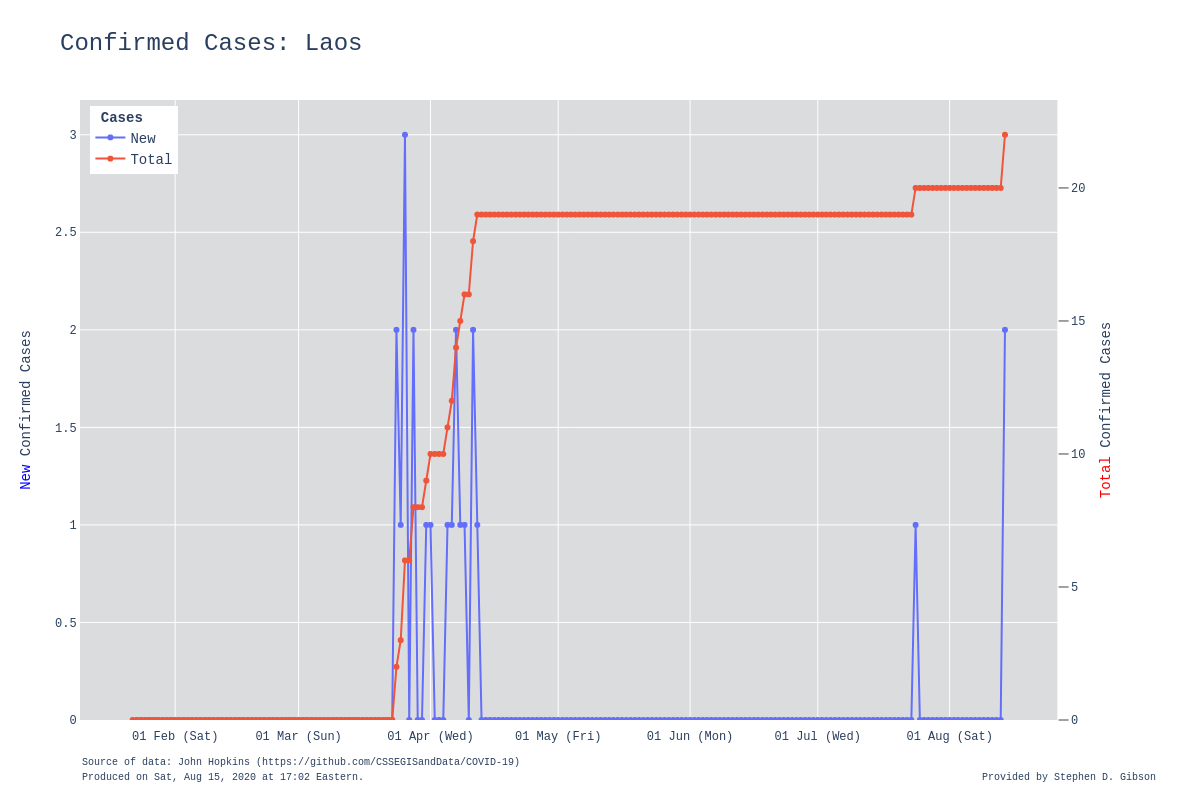 Confirmed Cases: Laos
Cases
New
Total
3
2.5
2
1.5
1
0.5
0
20
15
10
5
0
New Confirmed Cases
Total Confirmed Cases
01 Feb (Sat)
01 Mar (Sun)
01 Apr (Wed)
01 May (Fri)
01 Jun (Mon)
01 Jul (Wed)
01 Aug (Sat)
Source of data: John Hopkins (https://github.com/CSSEGISandData/COVID-19)
Produced on Sat, Aug 15, 2020 at 17:02 Eastern.
Provided by Stephen D. Gibson